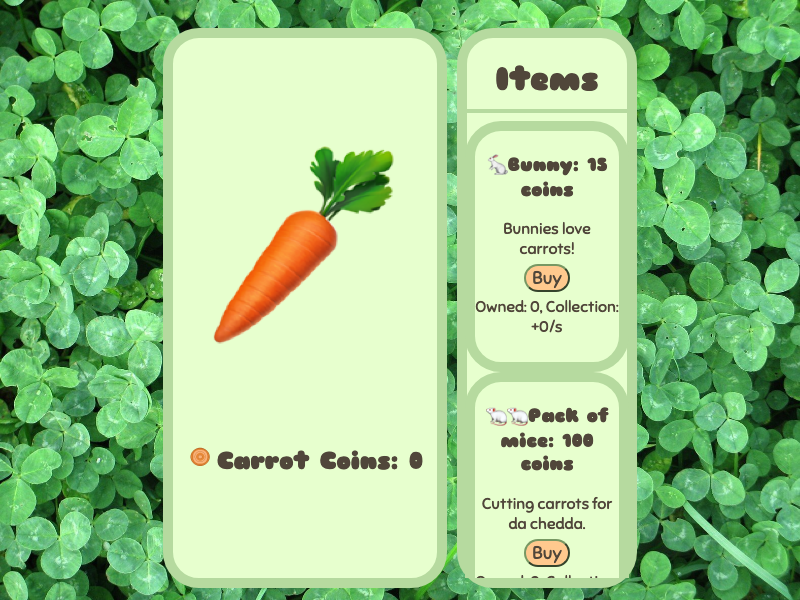 Items
Bunny: 15
coins
Bunnies love
carrots!
Buy
Owned: 0, Collection:
+0/s
Pack of
mice: 100
coins
Cutting carrots for
da chedda.
Buy
Carrot Coins: 0